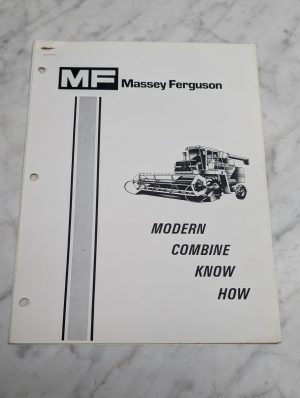 MF Massey Ferguson
MODERN
COMBINE
KNOW
HOW